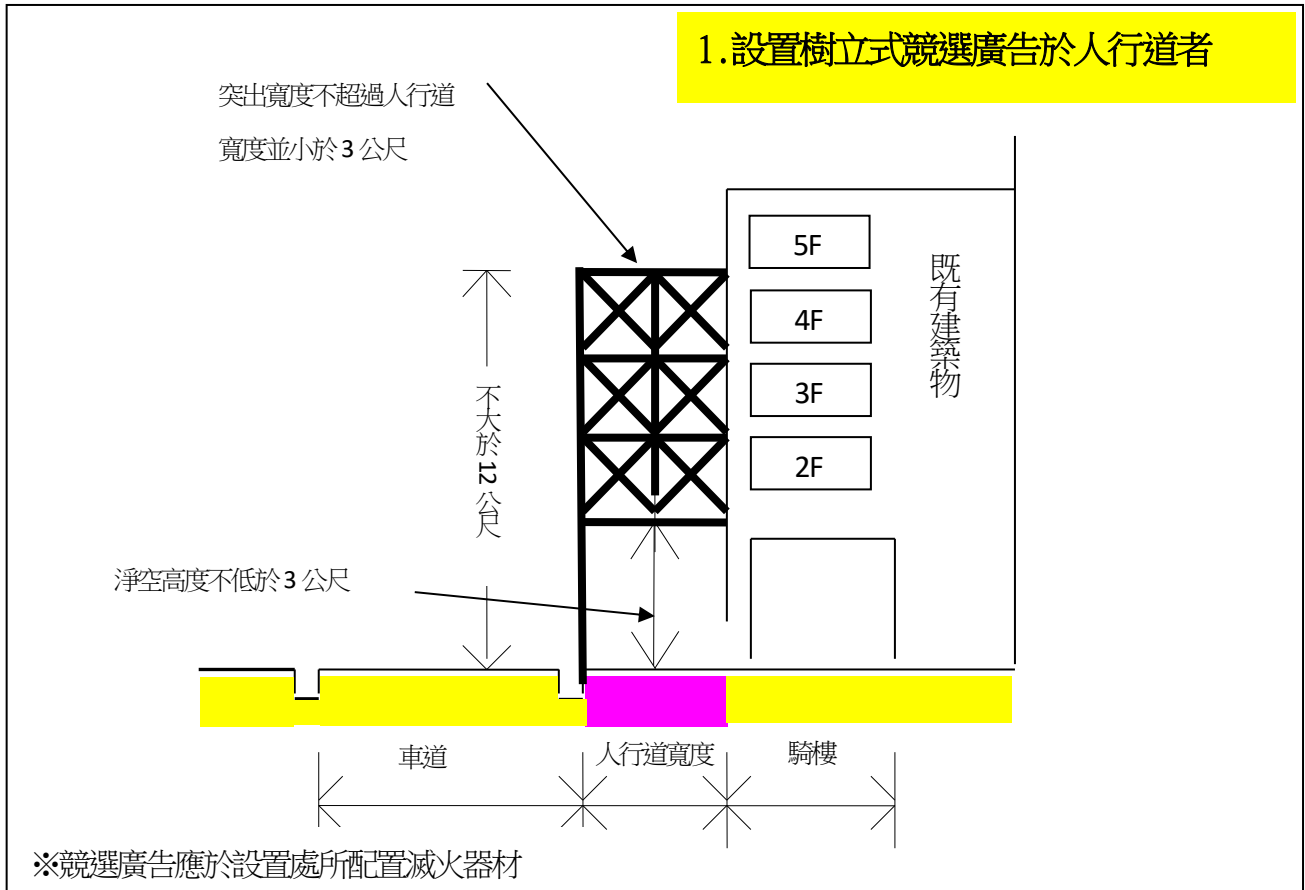 1.設置樹立式競選廣告於人行道者
突出寬度不超過人行道
寬度並小於 3 公尺
5F
4F
3F
2F
既有建築物
不大於 12 公尺
淨空高度不低於 3 公尺
車道
人行道寬度
騎樓
※競選廣告應於設置處所配置滅火器材